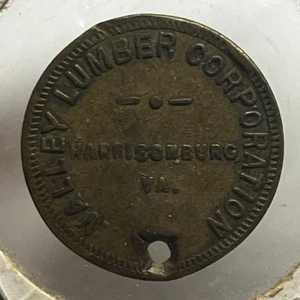 VALLEY LUMBER CORPORATION
HARRISONBURG,
VA.